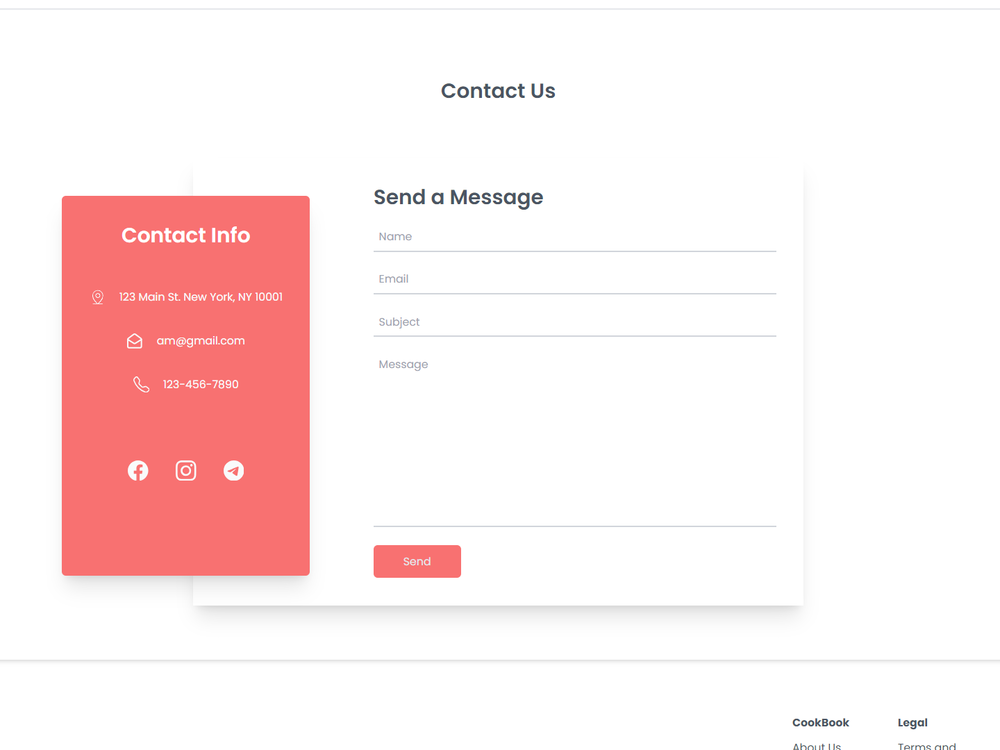 Contact Us
Contact Info
123 Main St. New York, NY 10001
am@gmail.com
123-456-7890
Send a Message
Name
Email
Subject
Message
Send
CookBook
About Us
Legal
Terms and